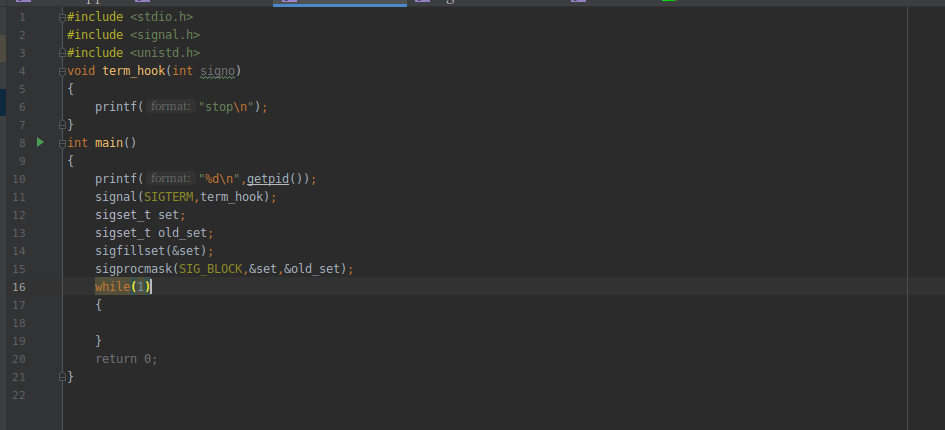 1 #include <stdio.h>
2 #include <signal.h>
3 #include <unistd.h>
4 void term_hook(int signo)
5 {
6 printf( format: "stop\n");
7 }
8 int main()
9 {
10 printf( format: "%d\n",getpid());
11 signal(SIGTERM,term_hook);
12 sigset_t set;
13 sigset_t old_set;
14 sigfillset(&set);
15 sigprocmask(SIG_BLOCK,&set,&old_set);
16 while(1)
17 {
18
19 }
20 return 0;
21 }
22